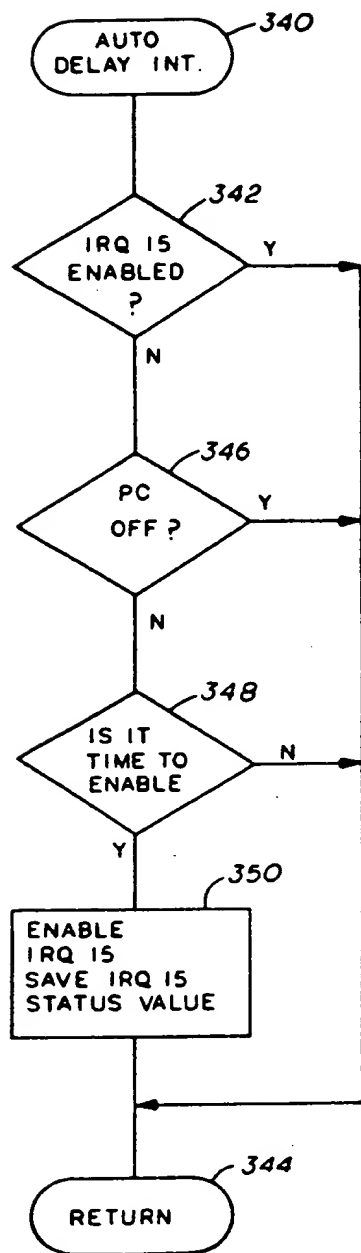 AUTO
DELAY INT.
340
342
IRQ 15
ENABLED
?
Y
N
346
PC
OFF ?
Y
N
348
IS IT
TIME TO
ENABLE
N
Y
350
ENABLE
IRQ 15
SAVE IRQ 15
STATUS VALUE
344
RETURN